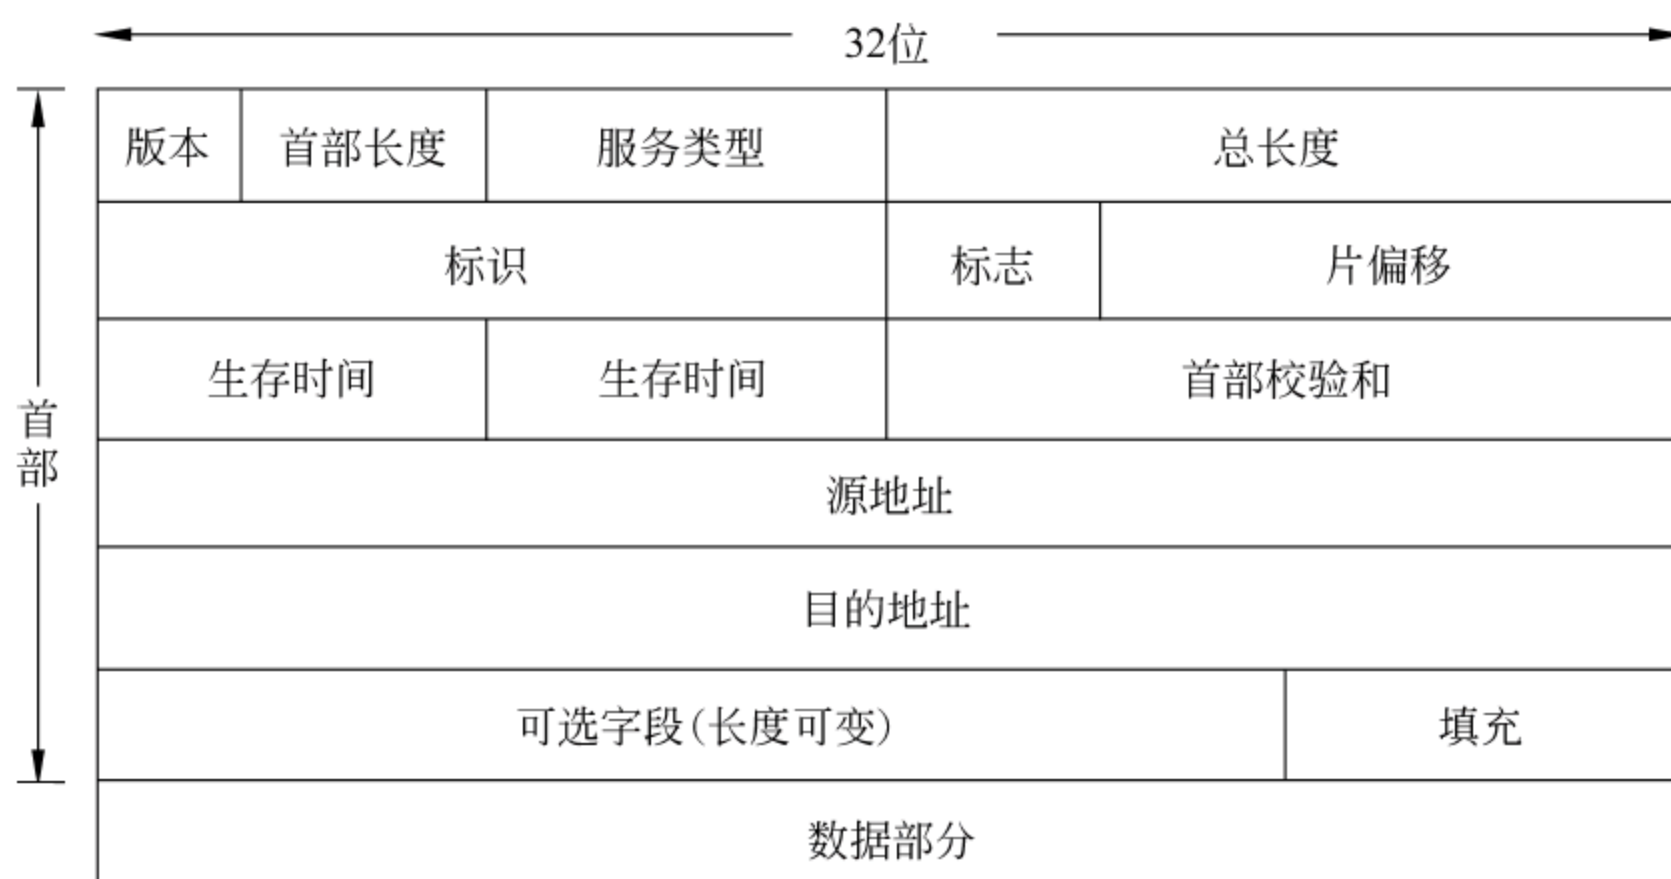 32位
版本 首部长度 服务类型 总长度
标识 标志 片偏移
生存时间 生存时间 首部校验和
首部
源地址
目的地址
可选字段(长度可变) 填充
数据部分